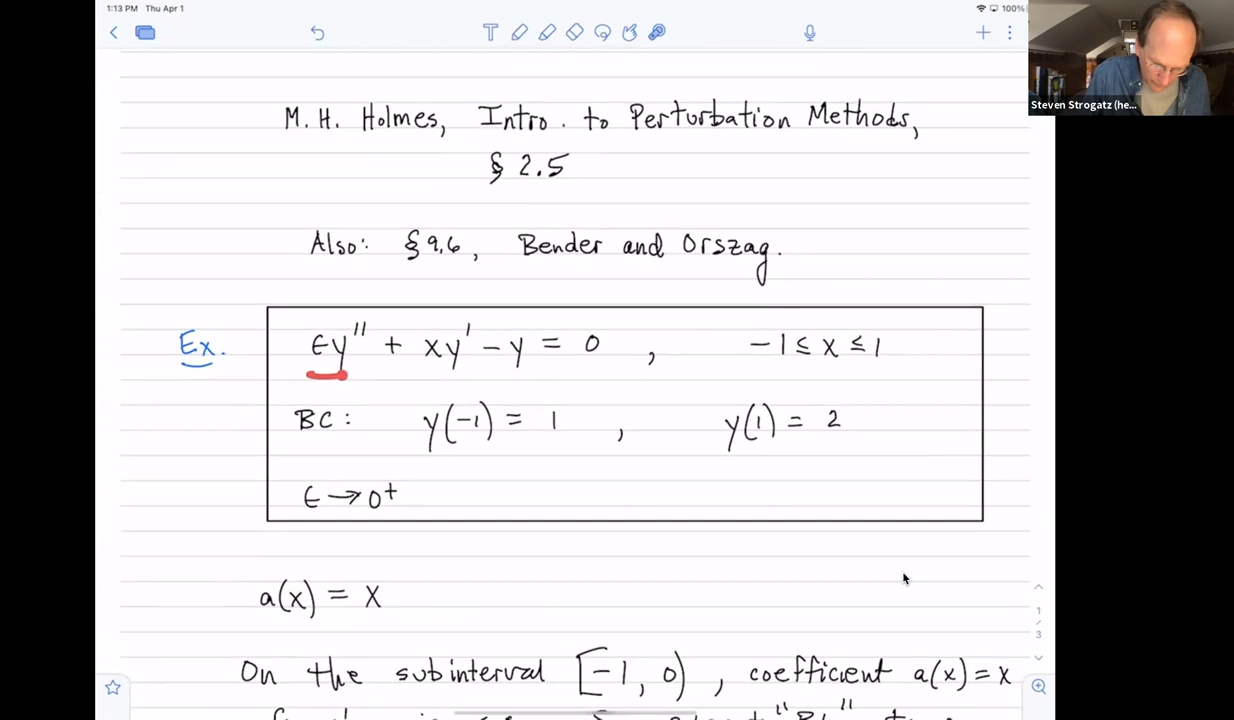 1:13 PM Thu Apr 1
100%
Steven Strogatz (he...
M. H. Holmes, Intro. to Perturbation Methods,
§ 2.5
Also: § 9.6, Bender and Orszag.
Ex. ϵy'' + xy' - y = 0 , -1 ≤ x ≤ 1
BC: y(-1) = 1 , y(1) = 2
ϵ → 0⁺
a(x) = x
1
/
3
On the subinterval [-1, 0), coefficient a(x) = x